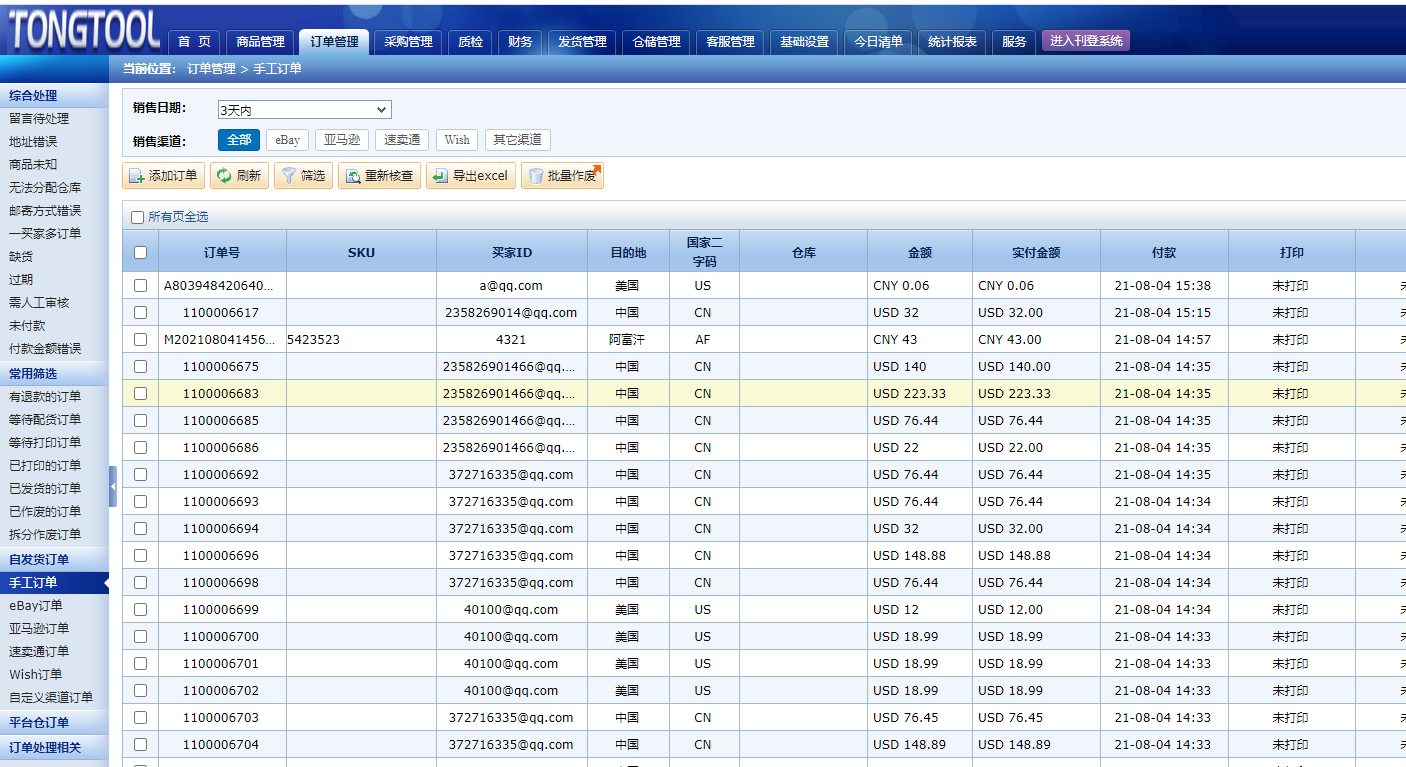 TONGTOOL
首 页 商品管理 订单管理 采购管理 质检 财务 发货管理 仓储管理 客服管理 基础设置 今日清单 统计报表 服务 进入刊登系统
当前位置： 订单管理 > 手工订单
综合处理
留言待处理
地址错误
商品未知
无法分配仓库
邮寄方式错误
一买家多订单
缺货
过期
需人工审核
未付款
付款金额错误
常用筛选
有退款的订单
等待配货订单
等待打印订单
已打印的订单
已发货的订单
已作废的订单
拆分作废订单
自发货订单
手工订单
eBay订单
亚马逊订单
速卖通订单
Wish订单
自定义渠道订单
平台仓订单
订单处理相关
销售日期： 3天内
销售渠道： 全部 eBay 亚马逊 速卖通 Wish 其它渠道
添加订单 刷新 筛选 重新核查 导出excel 批量作废
所有页全选
订单号 SKU 买家ID 目的地 国家二字码 仓库 金额 实付金额 付款 打印
A803948420640... a@qq.com 美国 US CNY 0.06 CNY 0.06 21-08-04 15:38 未打印
1100006617 2358269014@qq.com 中国 CN USD 32 USD 32.00 21-08-04 15:15 未打印
M202108041456... 5423523 4321 阿富汗 AF CNY 43 CNY 43.00 21-08-04 14:57 未打印
1100006675 235826901466@qq.... 中国 CN USD 140 USD 140.00 21-08-04 14:35 未打印
1100006683 235826901466@qq.... 中国 CN USD 223.33 USD 223.33 21-08-04 14:35 未打印
1100006685 235826901466@qq.... 中国 CN USD 76.44 USD 76.44 21-08-04 14:35 未打印
1100006686 235826901466@qq.... 中国 CN USD 22 USD 22.00 21-08-04 14:35 未打印
1100006692 372716335@qq.com 中国 CN USD 76.44 USD 76.44 21-08-04 14:35 未打印
1100006693 372716335@qq.com 中国 CN USD 76.44 USD 76.44 21-08-04 14:34 未打印
1100006694 372716335@qq.com 中国 CN USD 32 USD 32.00 21-08-04 14:34 未打印
1100006696 372716335@qq.com 中国 CN USD 148.88 USD 148.88 21-08-04 14:34 未打印
1100006698 372716335@qq.com 中国 CN USD 76.44 USD 76.44 21-08-04 14:34 未打印
1100006699 40100@qq.com 美国 US USD 12 USD 12.00 21-08-04 14:34 未打印
1100006700 40100@qq.com 美国 US USD 18.99 USD 18.99 21-08-04 14:33 未打印
1100006701 40100@qq.com 美国 US USD 18.99 USD 18.99 21-08-04 14:33 未打印
1100006702 40100@qq.com 美国 US USD 18.99 USD 18.99 21-08-04 14:33 未打印
1100006703 372716335@qq.com 中国 CN USD 76.45 USD 76.45 21-08-04 14:33 未打印
1100006704 372716335@qq.com 中国 CN USD 148.89 USD 148.89 21-08-04 14:33 未打印